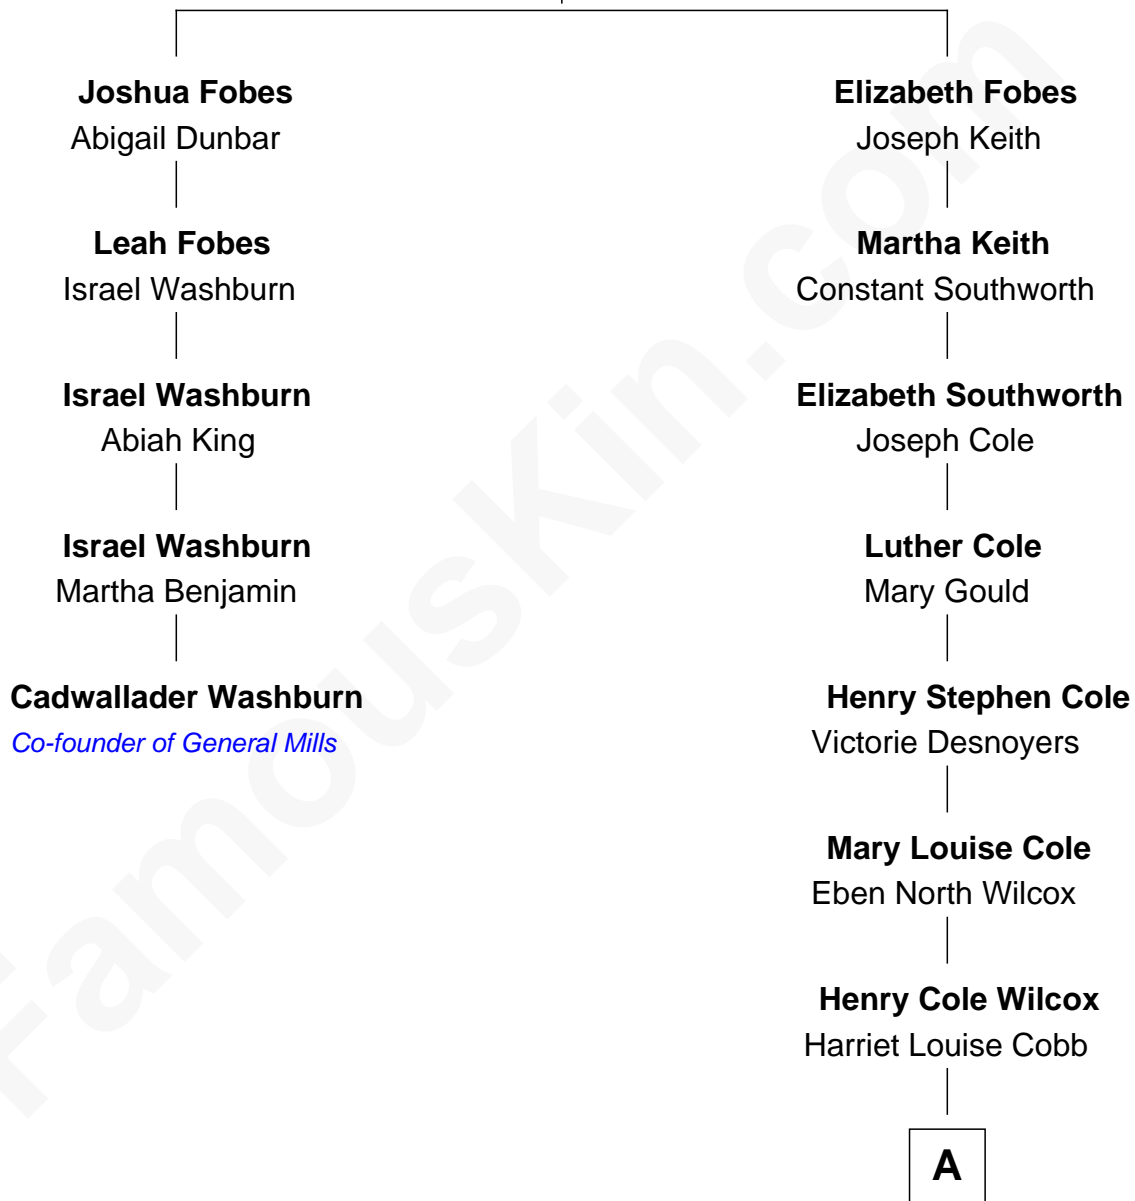 Joshua Fobes
Abigail Dunbar
Leah Fobes
Israel Washburn
Israel Washburn
Abiah King
Israel Washburn
Martha Benjamin
Cadwallader Washburn
Co-founder of General Mills
Elizabeth Fobes
Joseph Keith
Martha Keith
Constant Southworth
Elizabeth Southworth
Joseph Cole
Luther Cole
Mary Gould
Henry Stephen Cole
Victorie Desnoyers
Mary Louise Cole
Eben North Wilcox
Henry Cole Wilcox
Harriet Louise Cobb
A
FamousKin.com